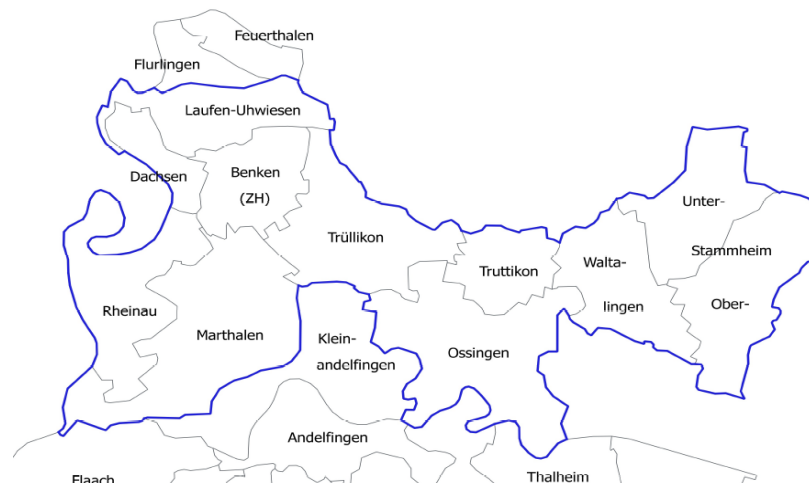 Feuerthalen
Flurlingen
Laufen-Uhwiesen
Dachsen
Benken
(ZH)
Unter-
Trüllikon
Stammheim
Truttikon
Walta-
lingen
Ober-
Rheinau
Marthalen
Klein-
andelfingen
Ossingen
Andelfingen
Thalheim
Flaach